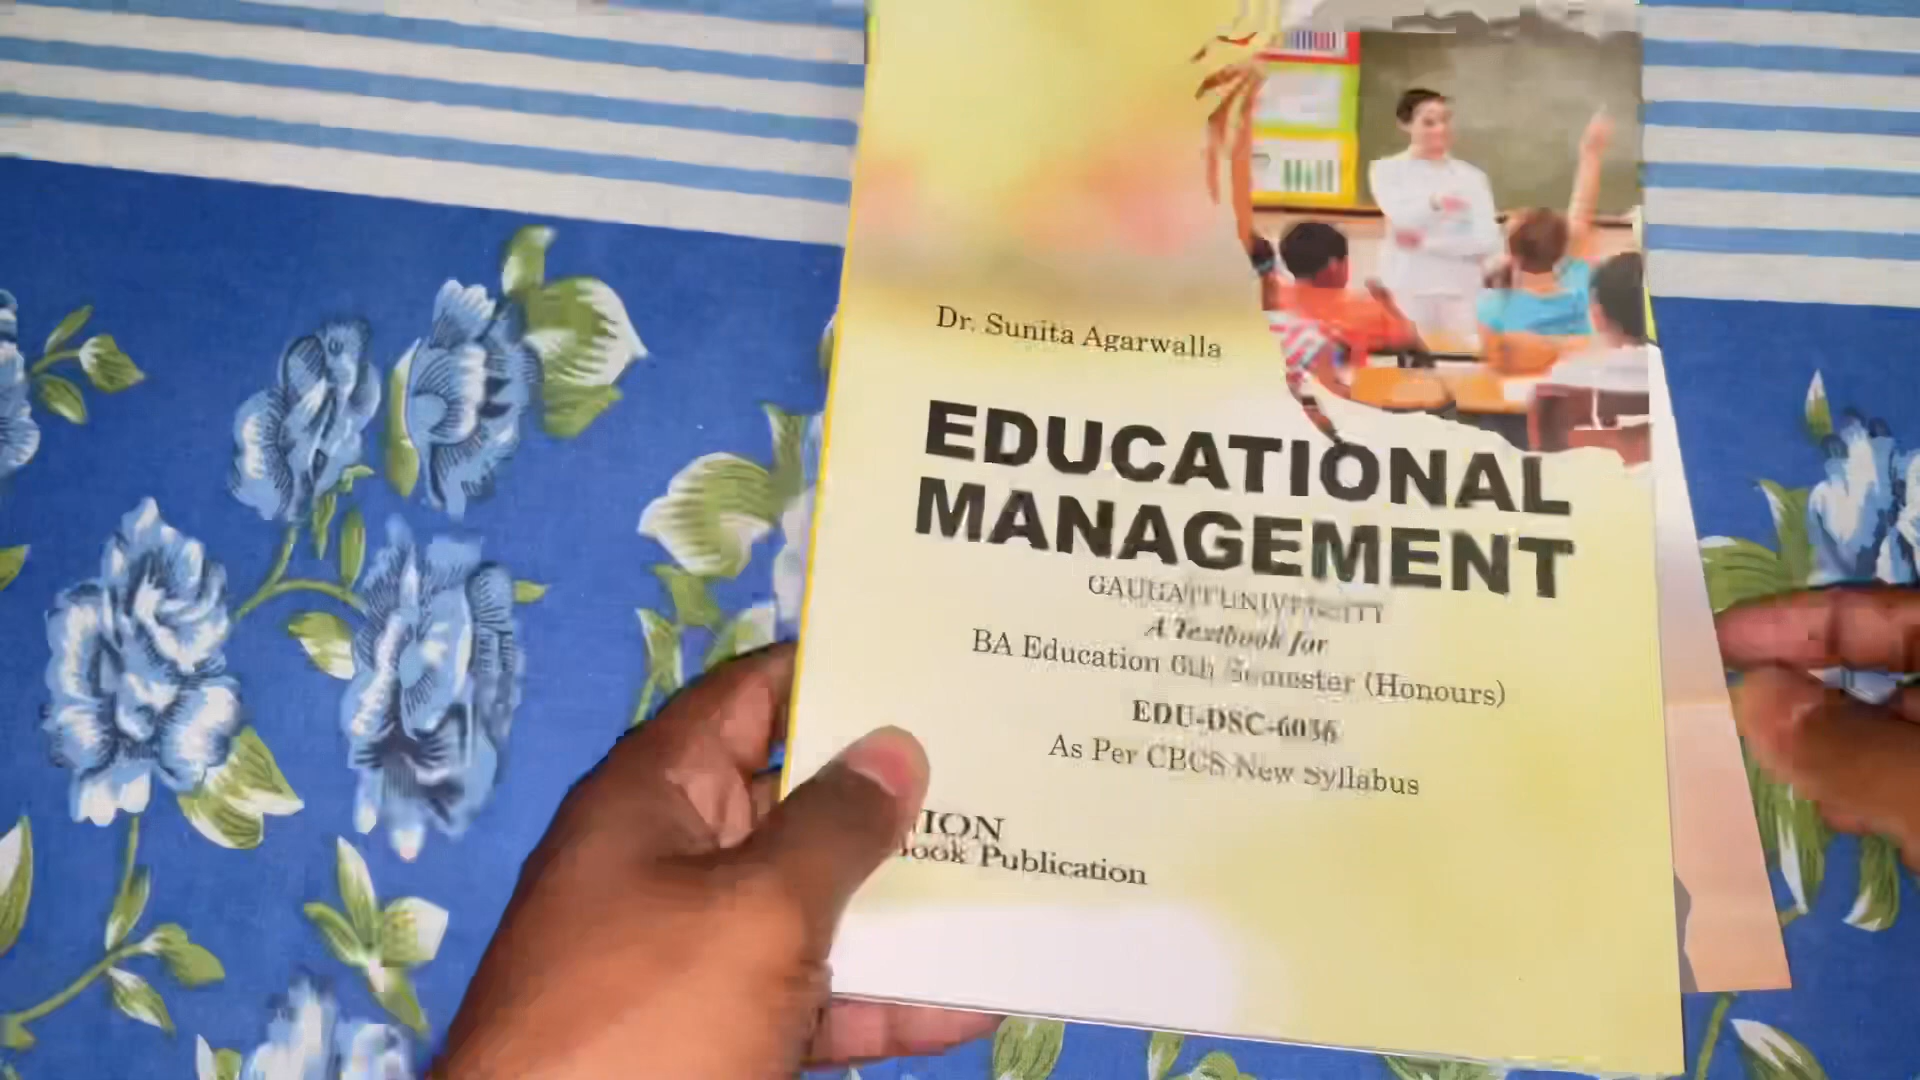 Dr. Sunita Agarwalla
EDUCATIONAL
MANAGEMENT
GAUHATI UNIVERSITY
A Textbook for
BA Education 6th Semester (Honours)
EDU-DSC-6036
As Per CBCS New Syllabus
ION
Book Publication